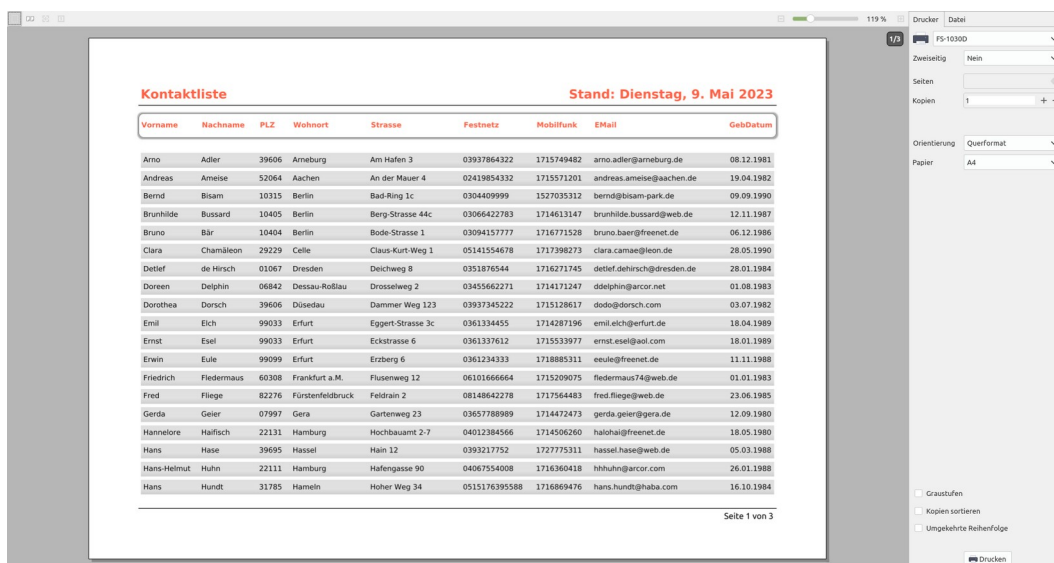 119 %
Drucker Datei
1/3
FS-1030D
Zweiseitig Nein
Seiten
Kopien 1
Orientierung Querformat
Papier A4
Kontaktliste Stand: Dienstag, 9. Mai 2023
Vorname Nachname PLZ Wohnort Strasse Festnetz Mobilfunk EMail GebDatum
Arno Adler 39606 Arneburg Am Hafen 3 03937864322 1715749482 arno.adler@arneburg.de 08.12.1981
Andreas Ameise 52064 Aachen An der Mauer 4 02419854332 1715571201 andreas.ameise@aachen.de 19.04.1982
Bernd Bisam 10315 Berlin Bad-Ring 1c 0304409999 1527035312 bernd@bisam-park.de 09.09.1990
Brunhilde Bussard 10405 Berlin Berg-Strasse 44c 03066422783 1714613147 brunhilde.bussard@web.de 12.11.1987
Bruno Bär 10404 Berlin Bode-Strasse 1 03094157777 1716771528 bruno.baer@freenet.de 06.12.1986
Clara Chamäleon 29229 Celle Claus-Kurt-Weg 1 05141554678 1717398273 clara.camae@leon.de 28.05.1990
Detlef de Hirsch 01067 Dresden Deichweg 8 0351876544 1716271745 detlef.dehirsch@dresden.de 28.01.1984
Doreen Delphin 06842 Dessau-Roßlau Drosselweg 2 03455662271 1714171247 ddelphin@arcor.net 01.08.1983
Dorothea Dorsch 39606 Düsedau Dammer Weg 123 03937345222 1715128617 dodo@dorsch.com 03.07.1982
Emil Elch 99033 Erfurt Eggert-Strasse 3c 0361334455 1714287196 emil.elch@erfurt.de 18.04.1989
Ernst Esel 99033 Erfurt Eckstrasse 6 0361337612 1715533977 ernst.esel@aol.com 18.01.1989
Erwin Eule 99099 Erfurt Erzberg 6 0361234333 1718885311 eeule@freenet.de 11.11.1988
Friedrich Fledermaus 60308 Frankfurt a.M. Flusenweg 12 06101666664 1715209075 fledermaus74@web.de 01.01.1983
Fred Fliege 82276 Fürstenfeldbruck Feldrain 2 08148642278 1717564483 fred.fliege@web.de 23.06.1985
Gerda Geier 07997 Gera Gartenweg 23 03657788989 1714472473 gerda.geier@gera.de 12.09.1980
Hannelore Haifisch 22131 Hamburg Hochbauamt 2-7 04012384566 1714506260 halohai@freenet.de 18.05.1980
Hans Hase 39695 Hassel Hain 12 0393217752 1727775311 hassel.hase@web.de 05.03.1988
Hans-Helmut Huhn 22111 Hamburg Hafengasse 90 04067554008 1716360418 hhhuhn@arcor.com 26.01.1988
Hans Hundt 31785 Hameln Hoher Weg 34 0515176395588 1716869476 hans.hundt@haba.com 16.10.1984
Seite 1 von 3
Graustufen
Kopien sortieren
Umgekehrte Reihenfolge
Drucken